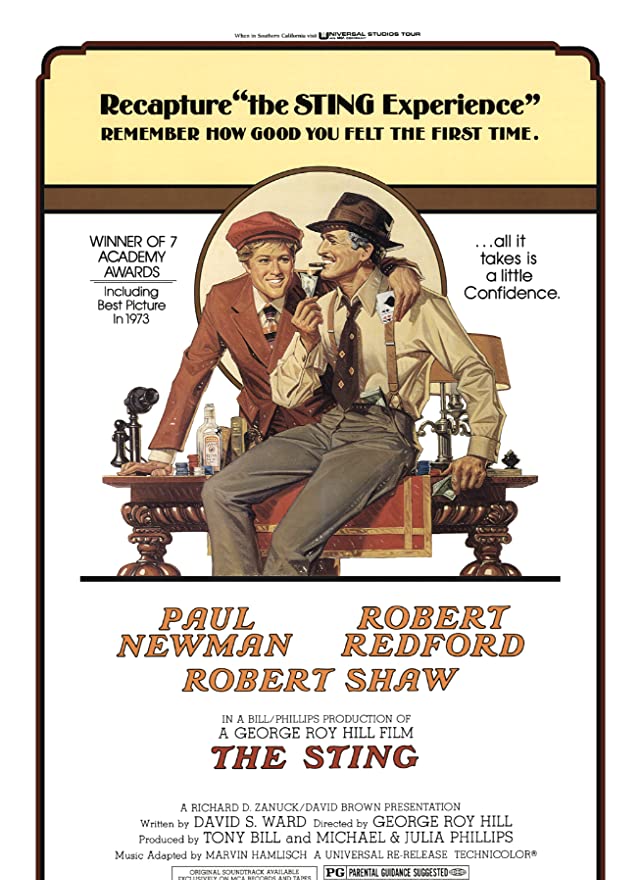 When in Southern California visit UNIVERSAL STUDIOS TOUR
Recapture "the STING Experience"
REMEMBER HOW GOOD YOU FELT THE FIRST TIME.
WINNER OF 7
ACADEMY
AWARDS
Including
Best Picture
In 1973
...all it
takes is
a little
Confidence.
PAUL
NEWMAN
ROBERT
REDFORD
ROBERT SHAW
IN A BILL/PHILLIPS PRODUCTION OF
A GEORGE ROY HILL FILM
THE STING
A RICHARD D. ZANUCK/DAVID BROWN PRESENTATION
Written by DAVID S. WARD Directed by GEORGE ROY HILL
Produced by TONY BILL and MICHAEL & JULIA PHILLIPS
Music Adapted by MARVIN HAMLISCH A UNIVERSAL RE-RELEASE TECHNICOLOR®
ORIGINAL SOUNDTRACK AVAILABLE
EXCLUSIVELY ON MCA RECORDS AND TAPES
PG PARENTAL GUIDANCE SUGGESTED